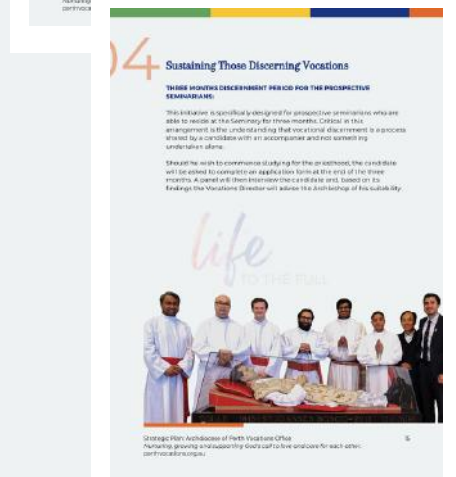 04
Sustaining Those Discerning Vocations
THREE MONTHS DISCERNMENT PERIOD FOR THE PROSPECTIVE
SEMINARIANS:
This initiative is specifically designed for prospective seminarians who are
able to reside at the Seminary for three months. Critical in this
arrangement is the understanding that vocational discernment is a process
shared by a candidate with an accompanier and not something
undertaken alone.
Should he wish to commence studying for the priesthood, the candidate
will be asked to complete an application form at the end of the three
months. A panel will then interview the candidate and, based on its
findings the Vocations Director will advise the Archbishop of his suitability.
life
TO THE FULL
Strategic Plan: Archdiocese of Perth Vocations Office
15
Nurturing, growing and supporting God's call to love and care for each other.
perthvocations.org.au